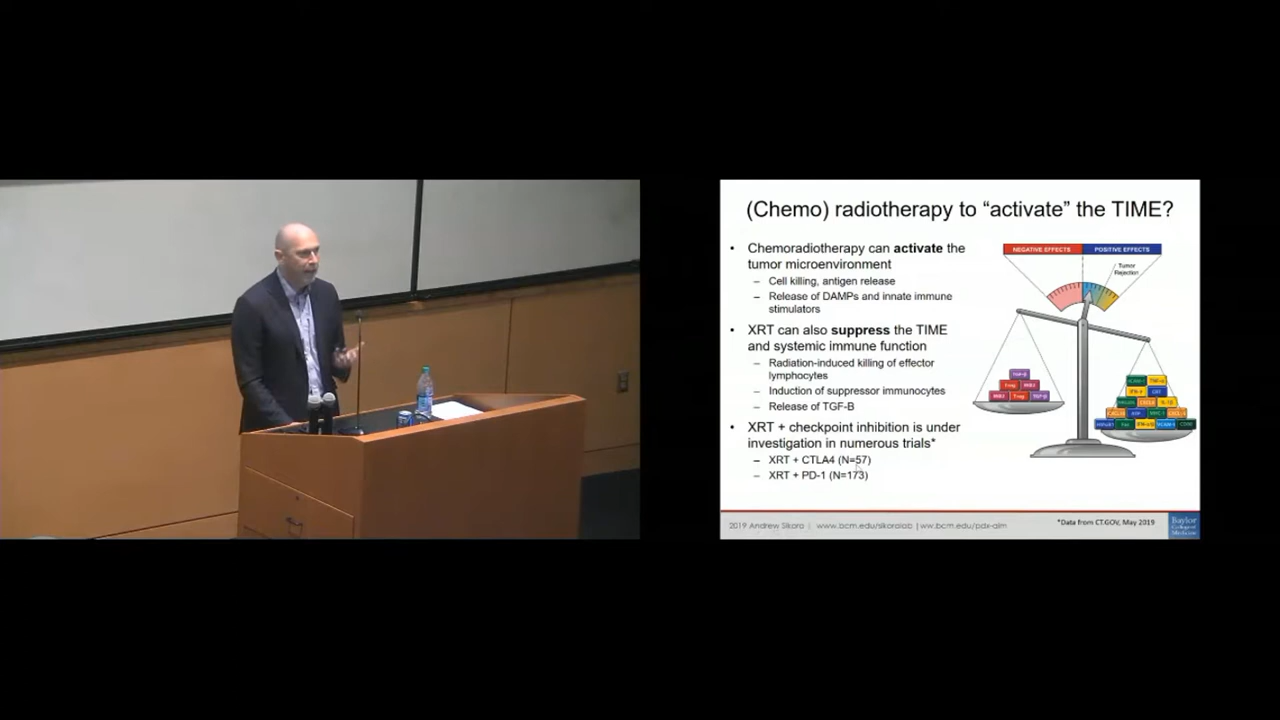 (Chemo) radiotherapy to “activate” the TIME?
• Chemoradiotherapy can activate the
tumor microenvironment
– Cell killing, antigen release
– Release of DAMPs and innate immune
stimulators
• XRT can also suppress the TIME
and systemic immune function
– Radiation-induced killing of effector
lymphocytes
– Induction of suppressor immunocytes
– Release of TGF-B
• XRT + checkpoint inhibition is under
investigation in numerous trials*
– XRT + CTLA4 (N=57)
– XRT + PD-1 (N=173)
NEGATIVE EFFECTS
POSITIVE EFFECTS
Tumor
Rejection
TGF-β
Treg
Treg TGF-β
2019 Andrew Sikora | www.bcm.edu/sikoralab | ww.bcm.edu/pdx-aim
*Data from CT.GOV, May 2019
Baylor
College of
Medicine